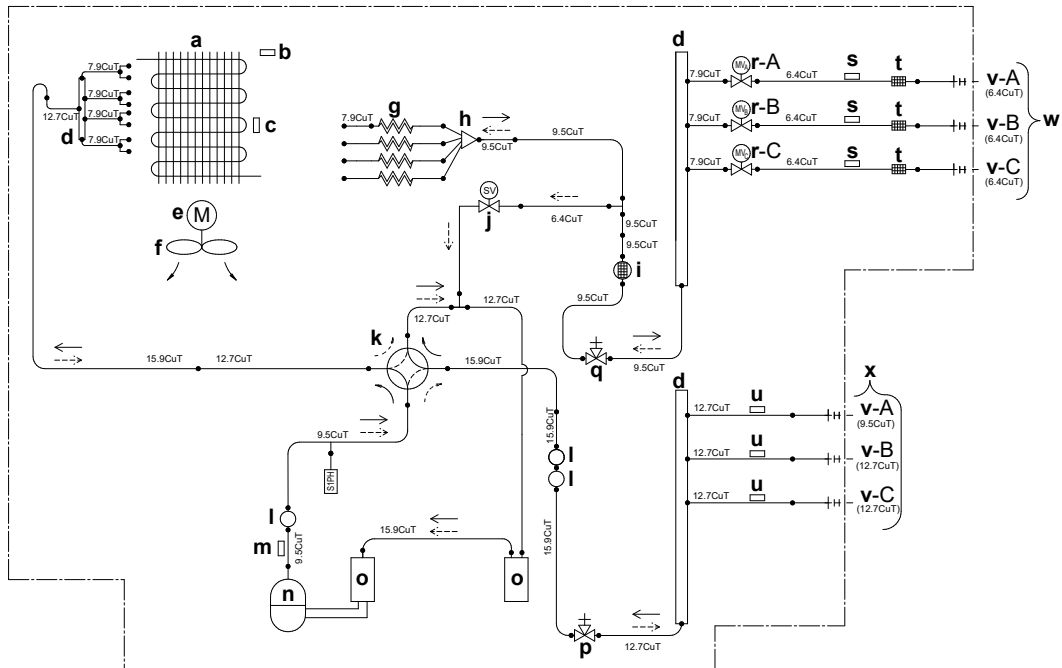 a
b
7.9CuT
7.9CuT
7.9CuT
7.9CuT
12.7CuT
d
c
e M
f
7.9CuT
g
h
9.5CuT
9.5CuT
SV
j
6.4CuT
9.5CuT
9.5CuT
i
9.5CuT
q
9.5CuT
d
7.9CuT
MVA
r-A
6.4CuT
s
t
v-A
(6.4CuT)
7.9CuT
MVB
r-B
6.4CuT
s
t
v-B
(6.4CuT)
7.9CuT
MVC
r-C
6.4CuT
s
t
v-C
(6.4CuT)
w
12.7CuT
12.7CuT
k
15.9CuT
12.7CuT
15.9CuT
9.5CuT
S1PH
l
m
9.5CuT
n
o
15.9CuT
o
15.9CuT
l
l
15.9CuT
p
12.7CuT
d
x
12.7CuT
u
v-A
(9.5CuT)
12.7CuT
u
v-B
(12.7CuT)
12.7CuT
u
v-C
(12.7CuT)